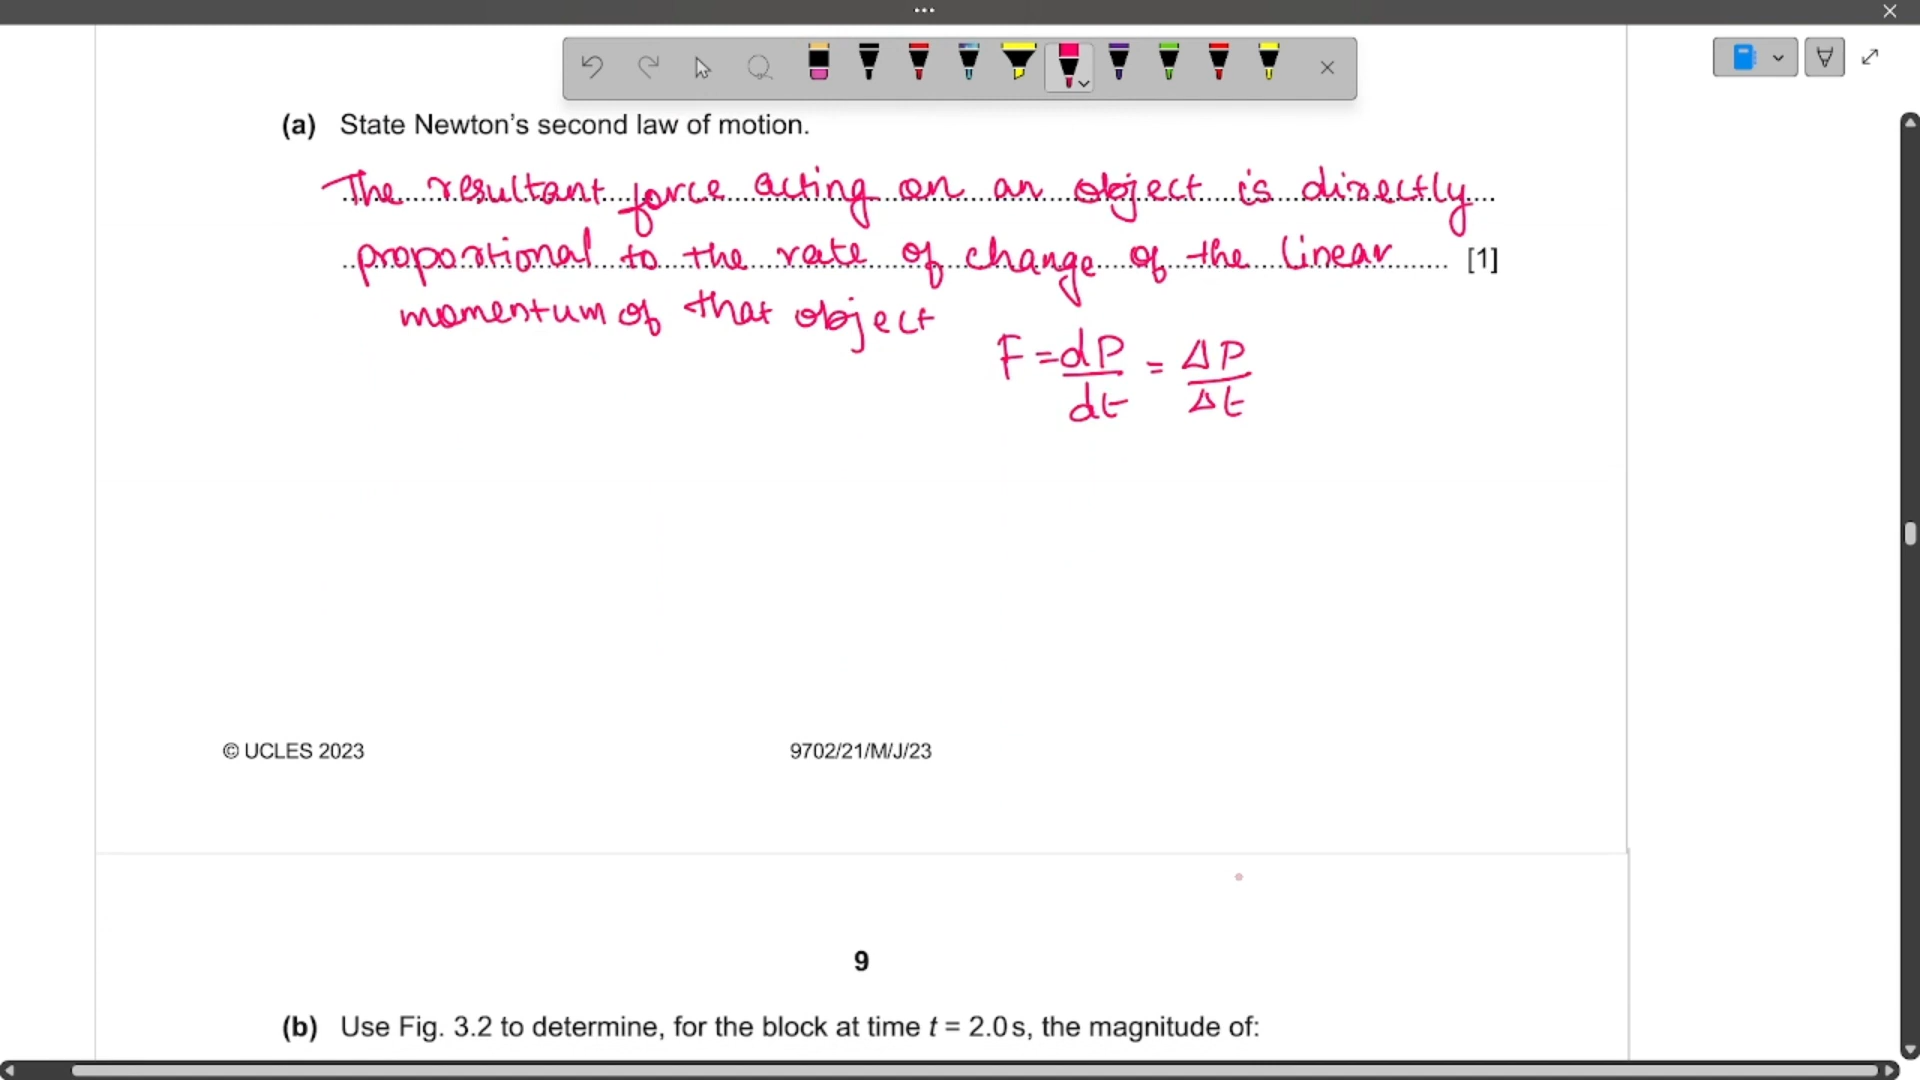 (a) State Newton's second law of motion.
The resultant force acting on an object is directly
proportional to the rate of change of the linear [1]
momentum of that object
F = dP/dt = ΔP/Δt
© UCLES 2023 9702/21/M/J/23
9
(b) Use Fig. 3.2 to determine, for the block at time t = 2.0 s, the magnitude of: